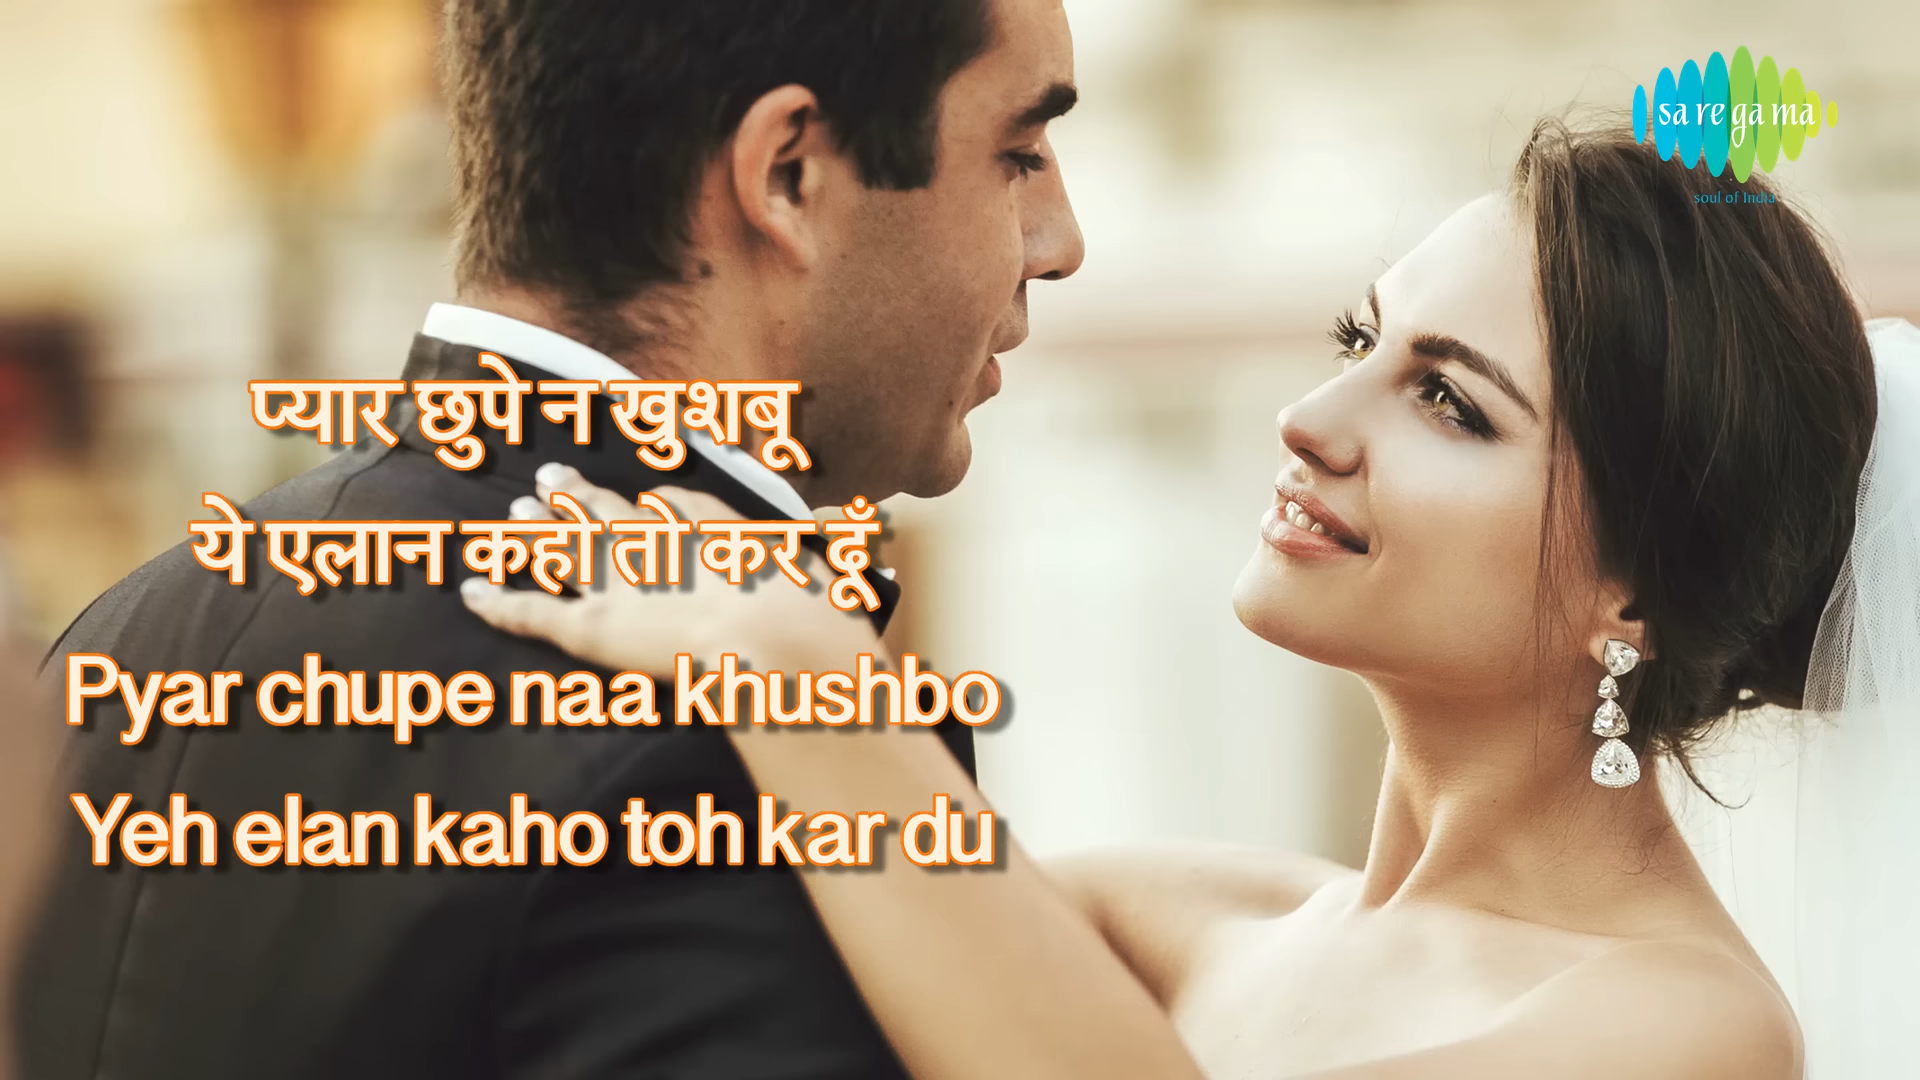 sa re ga ma
soul of India
प्यार छुपे न खुशबू
ये एलान कहो तो कर दूँ
Pyar chupe naa khushbo
Yeh elan kaho toh kar du